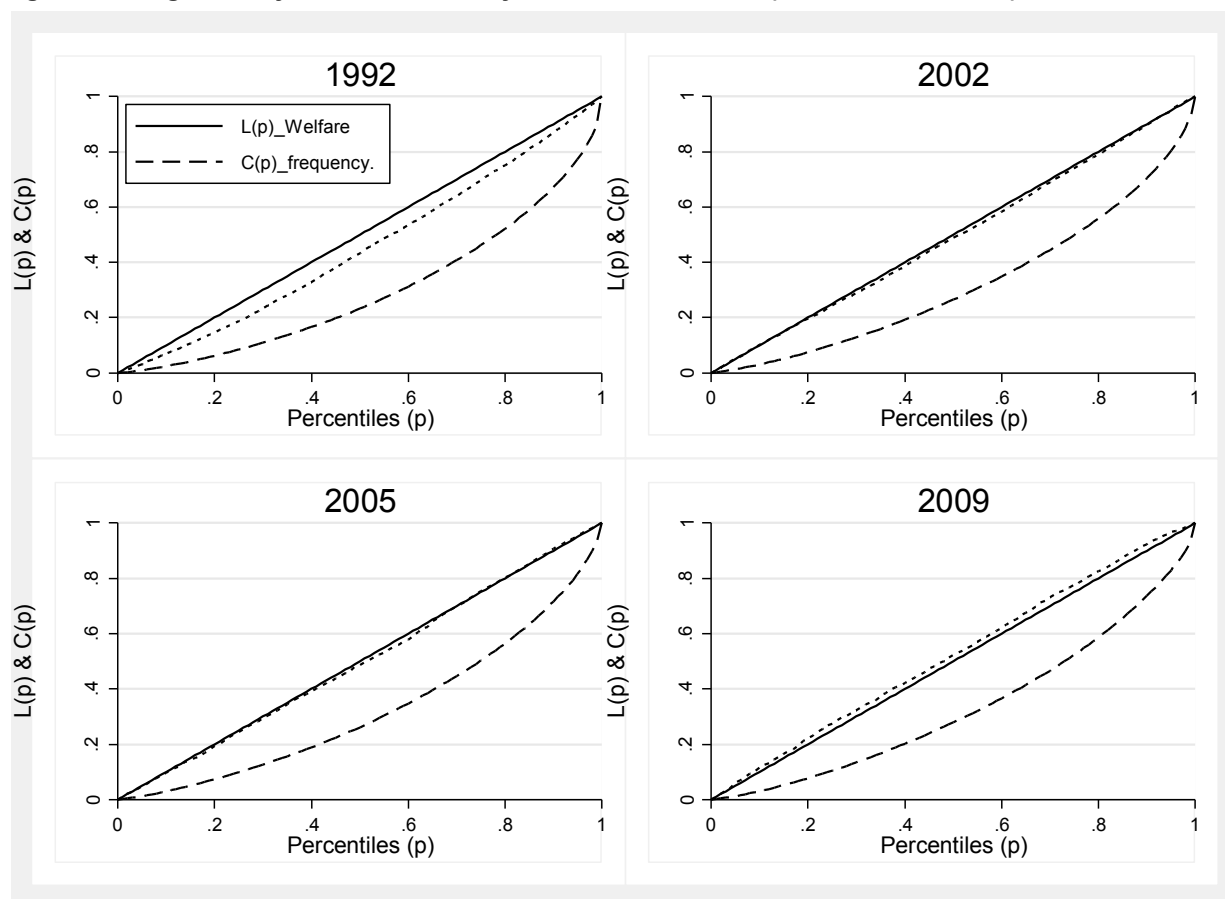 1992
L(p) & C(p)
0 .2 .4 .6 .8 1
L(p)_Welfare
C(p)_frequency.
0 .2 .4 .6 .8 1
Percentiles (p)
2002
L(p) & C(p)
0 .2 .4 .6 .8 1
0 .2 .4 .6 .8 1
Percentiles (p)
2005
L(p) & C(p)
0 .2 .4 .6 .8 1
0 .2 .4 .6 .8 1
Percentiles (p)
2009
L(p) & C(p)
0 .2 .4 .6 .8 1
0 .2 .4 .6 .8 1
Percentiles (p)